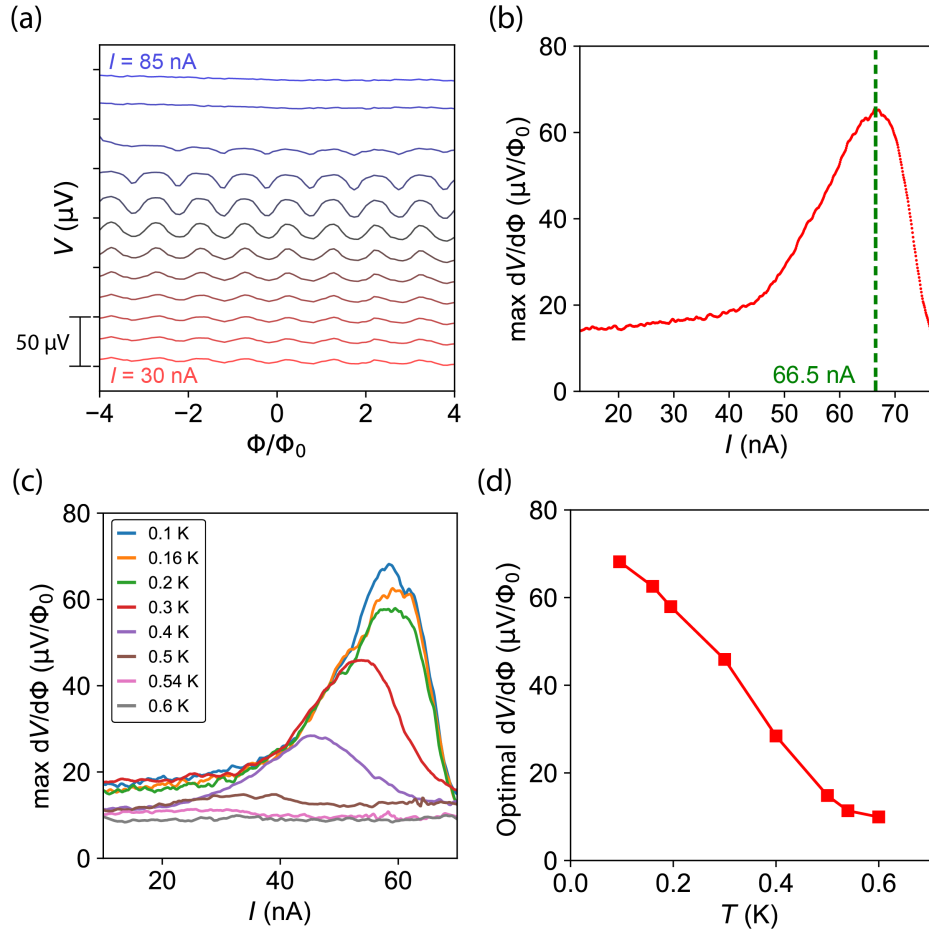 (a)
I = 85 nA
V (μV)
50 μV
I = 30 nA
−4 −2 0 2 4
Φ/Φ₀
(b)
80
60
40
20
0
max dV/dΦ (μV/Φ₀)
66.5 nA
20 30 40 50 60 70
I (nA)
(c)
80
60
40
20
0
max dV/dΦ (μV/Φ₀)
0.1 K
0.16 K
0.2 K
0.3 K
0.4 K
0.5 K
0.54 K
0.6 K
20 40 60
I (nA)
(d)
80
60
40
20
0
Optimal dV/dΦ (μV/Φ₀)
0.0 0.2 0.4 0.6
T (K)